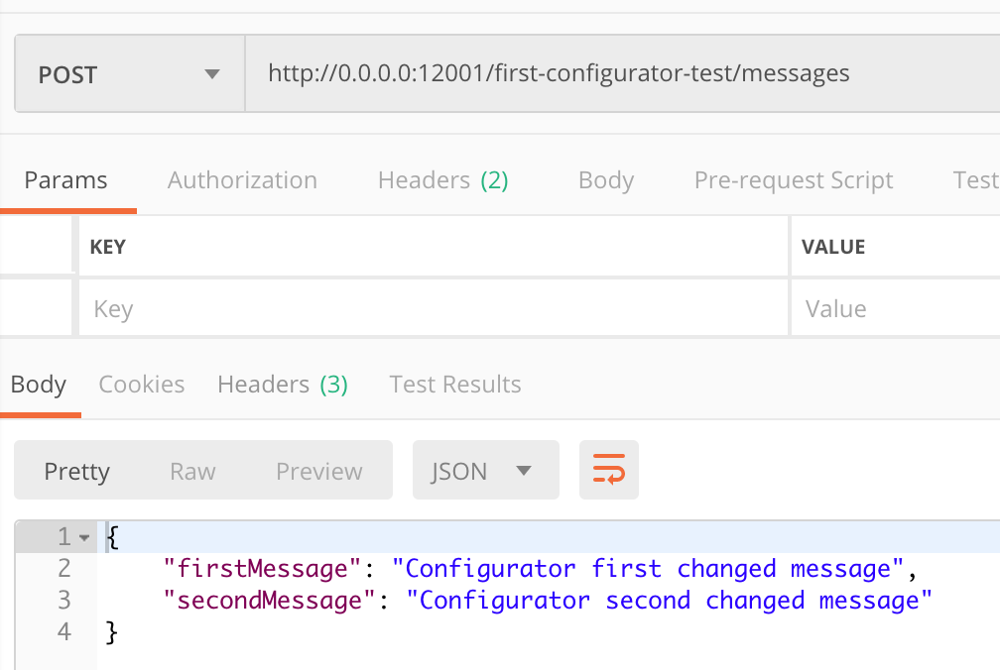 POST http://0.0.0.0:12001/first-configurator-test/messages
Params Authorization Headers (2) Body Pre-request Script Test
KEY VALUE
Key Value
Body Cookies Headers (3) Test Results
Pretty Raw Preview JSON
1 {
2 "firstMessage": "Configurator first changed message",
3 "secondMessage": "Configurator second changed message"
4 }